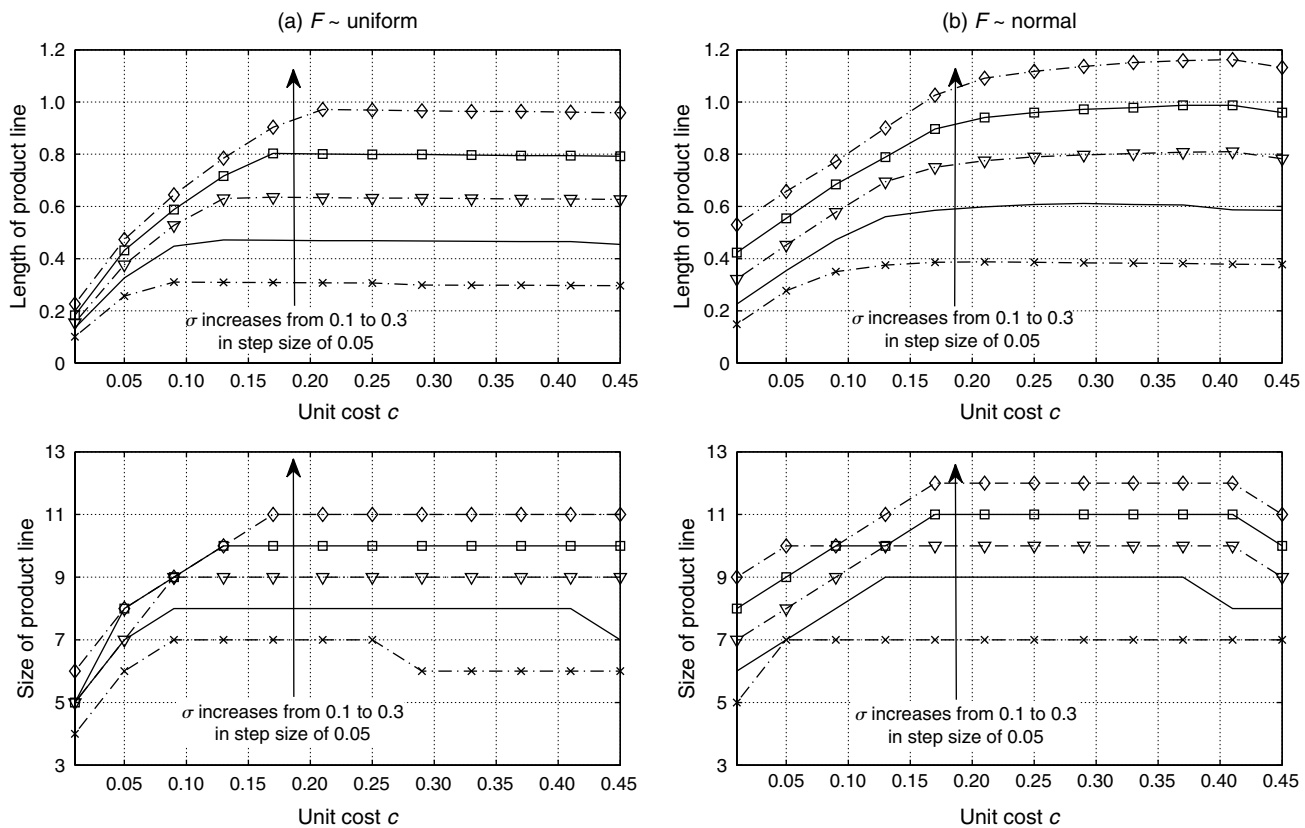 (a) F ~ uniform
1.2
1.0
0.8
0.6
0.4
0.2
0
Length of product line
σ increases from 0.1 to 0.3
in step size of 0.05
0.05 0.10 0.15 0.20 0.25 0.30 0.35 0.40 0.45
Unit cost c
(b) F ~ normal
1.2
1.0
0.8
0.6
0.4
0.2
0
Length of product line
σ increases from 0.1 to 0.3
in step size of 0.05
0.05 0.10 0.15 0.20 0.25 0.30 0.35 0.40 0.45
Unit cost c
13
11
9
7
5
3
Size of product line
σ increases from 0.1 to 0.3
in step size of 0.05
0.05 0.10 0.15 0.20 0.25 0.30 0.35 0.40 0.45
Unit cost c
13
11
9
7
5
3
Size of product line
σ increases from 0.1 to 0.3
in step size of 0.05
0.05 0.10 0.15 0.20 0.25 0.30 0.35 0.40 0.45
Unit cost c